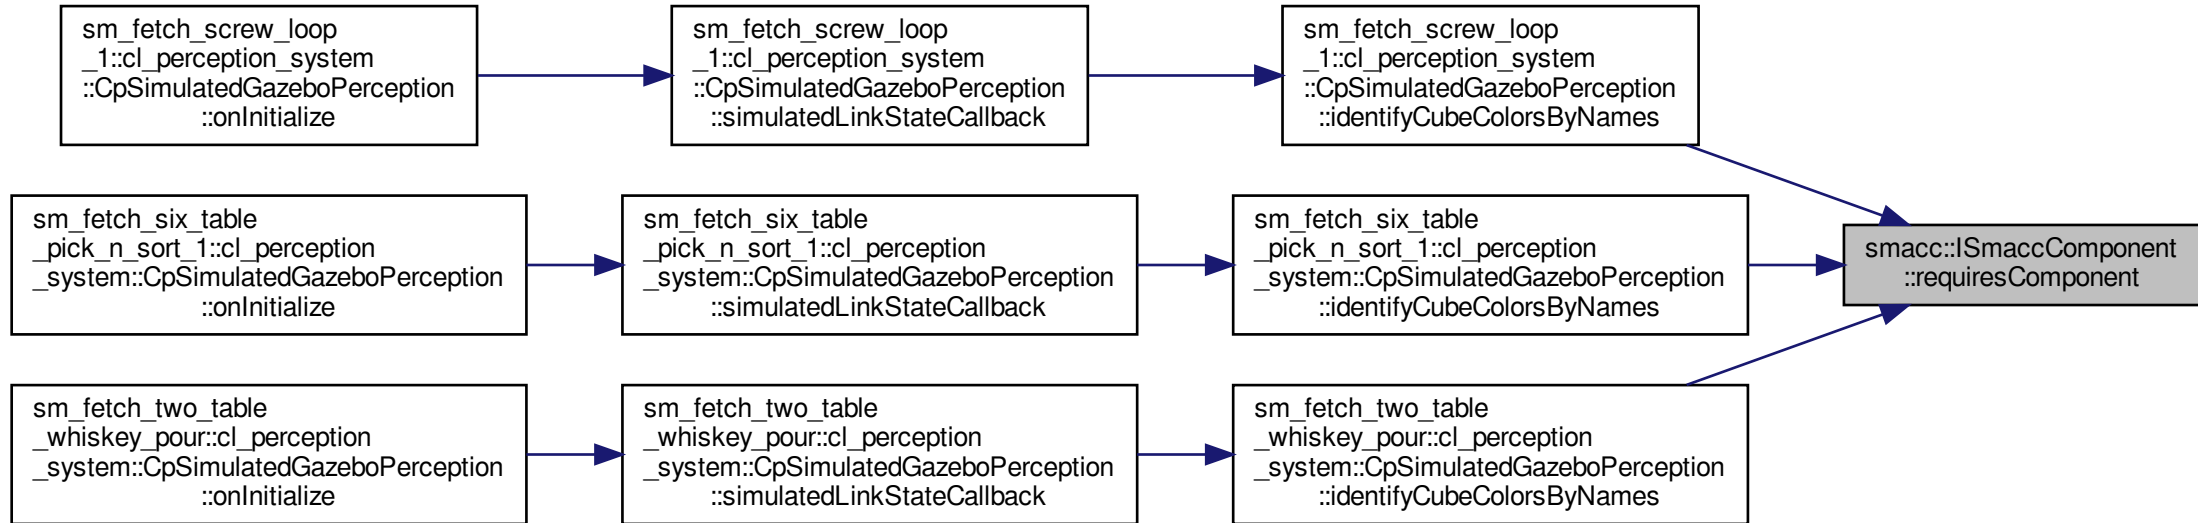 sm_fetch_screw_loop
_1::cl_perception_system
::CpSimulatedGazeboPerception
::onInitialize
sm_fetch_screw_loop
_1::cl_perception_system
::CpSimulatedGazeboPerception
::simulatedLinkStateCallback
sm_fetch_screw_loop
_1::cl_perception_system
::CpSimulatedGazeboPerception
::identifyCubeColorsByNames
sm_fetch_six_table
_pick_n_sort_1::cl_perception
_system::CpSimulatedGazeboPerception
::onInitialize
sm_fetch_six_table
_pick_n_sort_1::cl_perception
_system::CpSimulatedGazeboPerception
::simulatedLinkStateCallback
sm_fetch_six_table
_pick_n_sort_1::cl_perception
_system::CpSimulatedGazeboPerception
::identifyCubeColorsByNames
smacc::ISmaccComponent
::requiresComponent
sm_fetch_two_table
_whiskey_pour::cl_perception
_system::CpSimulatedGazeboPerception
::onInitialize
sm_fetch_two_table
_whiskey_pour::cl_perception
_system::CpSimulatedGazeboPerception
::simulatedLinkStateCallback
sm_fetch_two_table
_whiskey_pour::cl_perception
_system::CpSimulatedGazeboPerception
::identifyCubeColorsByNames